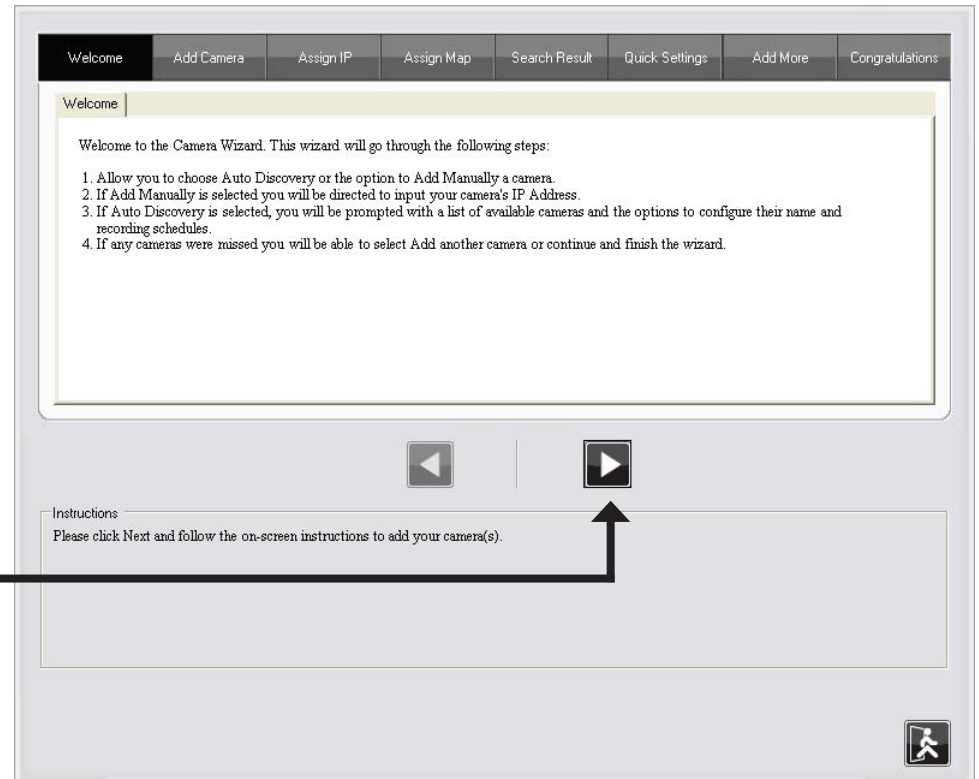 Welcome Add Camera Assign IP Assign Map Search Result Quick Settings Add More Congratulations
Welcome
Welcome to the Camera Wizard. This wizard will go through the following steps:
1. Allow you to choose Auto Discovery or the option to Add Manually a camera.
2. If Add Manually is selected you will be directed to input your camera's IP Address.
3. If Auto Discovery is selected, you will be prompted with a list of available cameras and the options to configure their name and
recording schedules.
4. If any cameras were missed you will be able to select Add another camera or continue and finish the wizard.
Instructions
Please click Next and follow the on-screen instructions to add your camera(s).